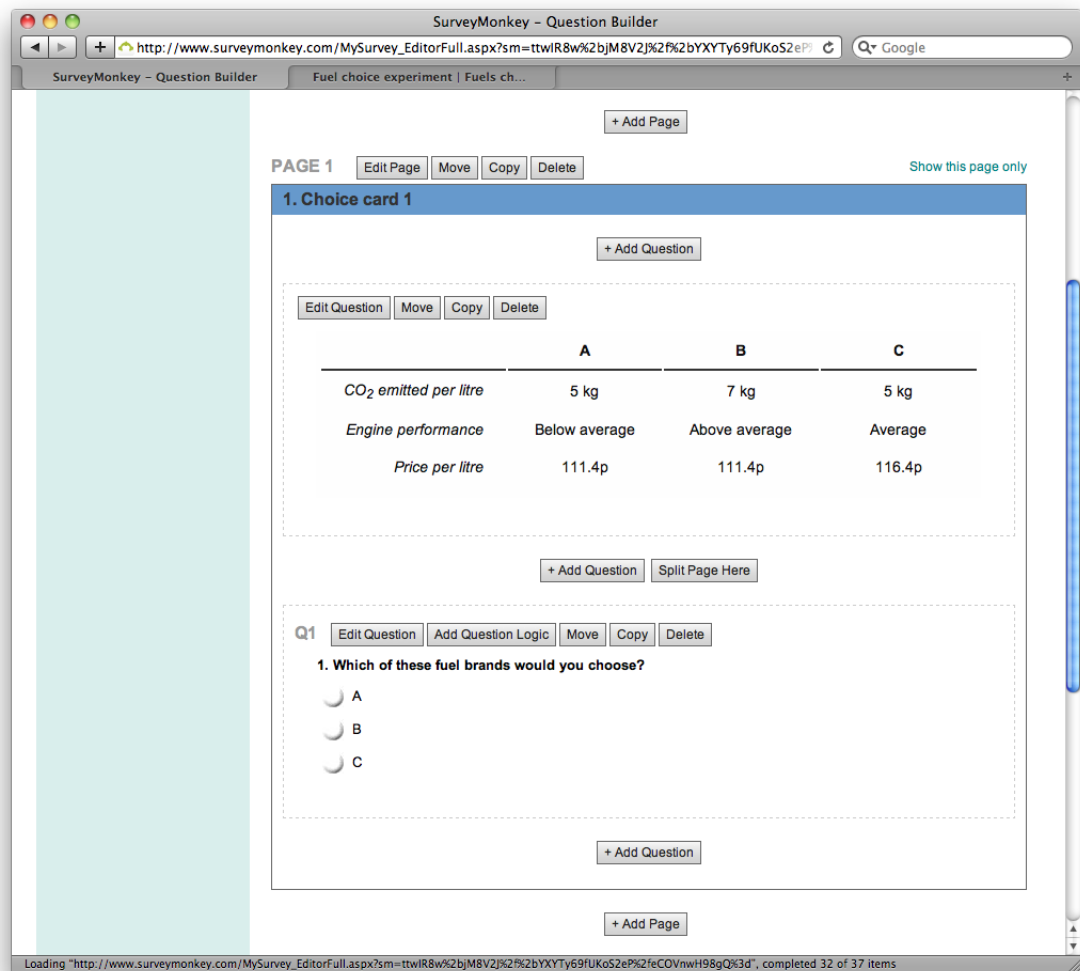 SurveyMonkey – Question Builder
http://www.surveymonkey.com/MySurvey_EditorFull.aspx?sm=ttwIR8w%2bjM8V2J%2f%2bYXYTy69fUKoS2eP Google
SurveyMonkey – Question Builder Fuel choice experiment | Fuels ch...
+ Add Page
PAGE 1 Edit Page Move Copy Delete Show this page only
1. Choice card 1
+ Add Question
Edit Question Move Copy Delete
A B C
CO2 emitted per litre 5 kg 7 kg 5 kg
Engine performance Below average Above average Average
Price per litre 111.4p 111.4p 116.4p
+ Add Question Split Page Here
Q1 Edit Question Add Question Logic Move Copy Delete
1. Which of these fuel brands would you choose?
A
B
C
+ Add Question
+ Add Page
Loading "http://www.surveymonkey.com/MySurvey_EditorFull.aspx?sm=ttwIR8w%2bjM8V2J%2f%2bYXYTy69fUKoS2eP%2feCOVnwH98gQ%3d", completed 32 of 37 items